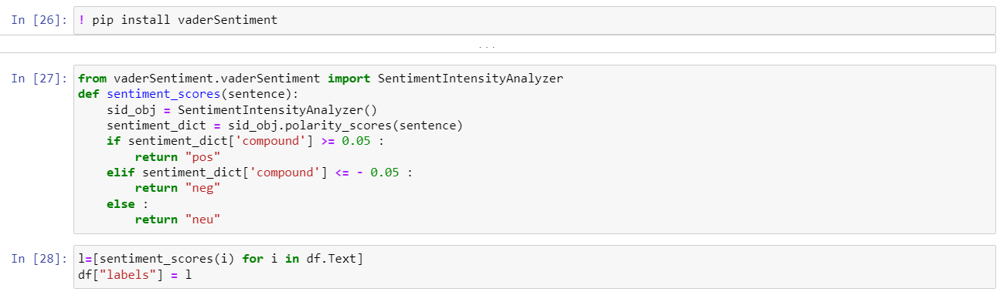 In [26]: ! pip install vaderSentiment
...
In [27]: from vaderSentiment.vaderSentiment import SentimentIntensityAnalyzer
def sentiment_scores(sentence):
    sid_obj = SentimentIntensityAnalyzer()
    sentiment_dict = sid_obj.polarity_scores(sentence)
    if sentiment_dict['compound'] >= 0.05 :
        return "pos"
    elif sentiment_dict['compound'] <= - 0.05 :
        return "neg"
    else :
        return "neu"
In [28]: l=[sentiment_scores(i) for i in df.Text]
df["labels"] = l